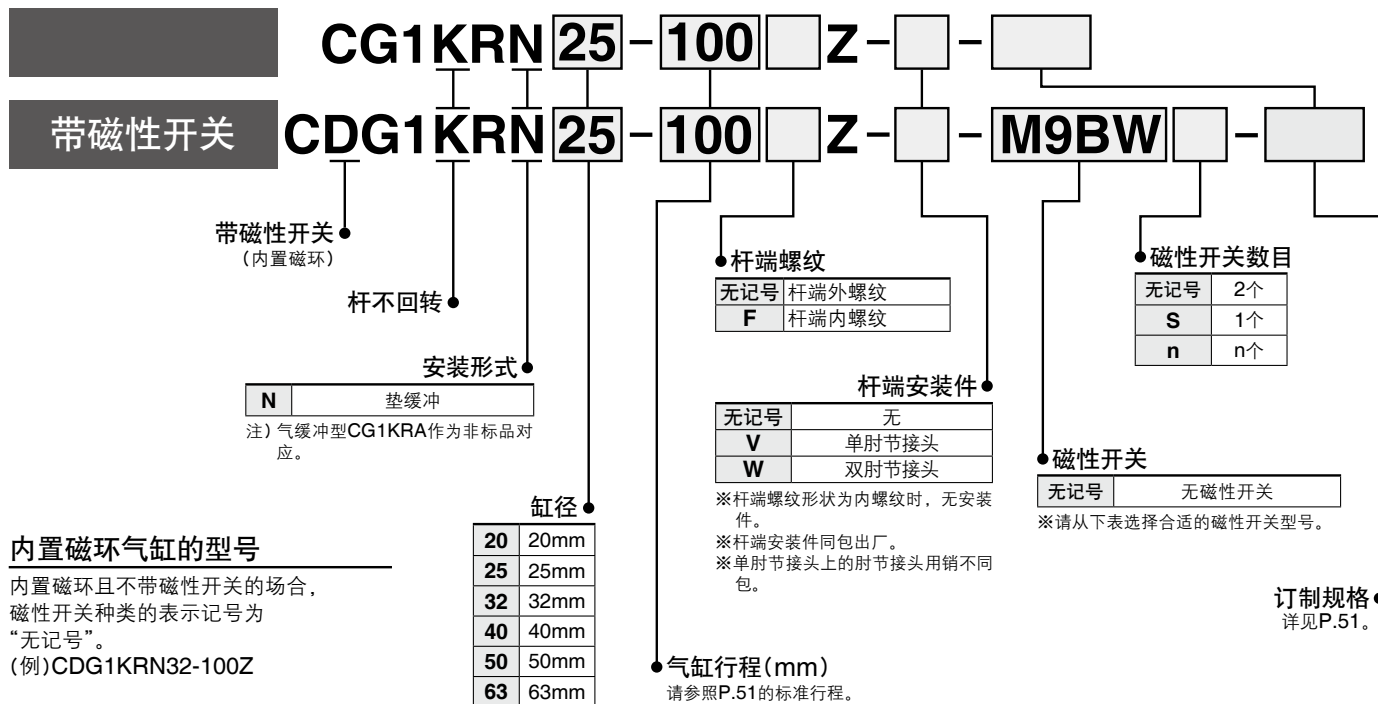 CG1KRN 25 - 100 Z - -
带磁性开关 CDG1KRN 25 - 100 Z - - M9BW -
带磁性开关
(内置磁环)
杆不回转
安装形式
N 垫缓冲
注) 气缓冲型CG1KRA作为非标品对
应。
缸径
20 20mm
25 25mm
32 32mm
40 40mm
50 50mm
63 63mm
内置磁环气缸的型号
内置磁环且不带磁性开关的场合,
磁性开关种类的表示记号为
“无记号”。
(例)CDG1KRN32-100Z
气缸行程(mm)
请参照P.51的标准行程。
杆端螺纹
无记号 杆端外螺纹
F 杆端内螺纹
杆端安装件
无记号 无
V 单肘节接头
W 双肘节接头
※杆端螺纹形状为内螺纹时, 无安装
件。
※杆端安装件同包出厂。
※单肘节接头上的肘节接头用销不同
包。
磁性开关数目
无记号 2个
S 1个
n n个
磁性开关
无记号 无磁性开关
※请从下表选择合适的磁性开关型号。
订制规格
详见P.51。